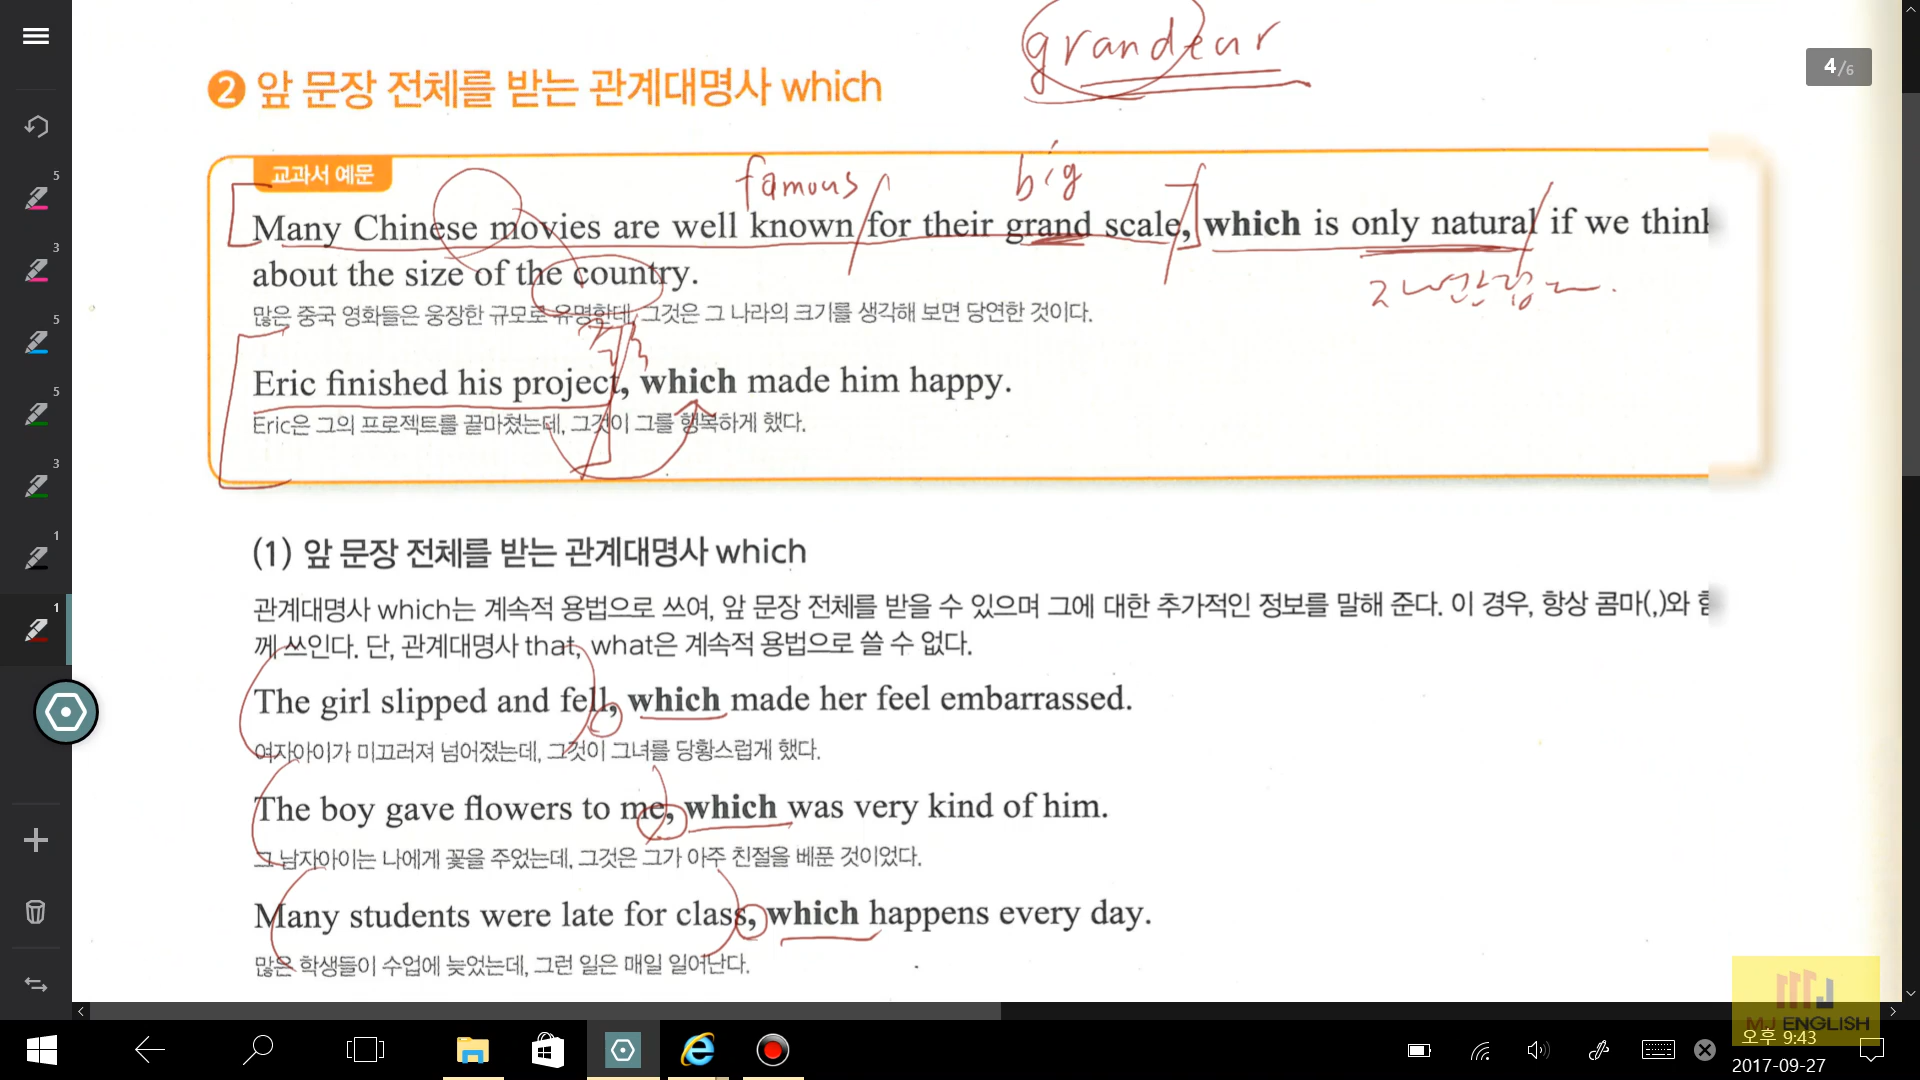 grandeur
4/6
2 앞 문장 전체를 받는 관계대명사 which
교과서 예문
famous big
Many Chinese movies are well known for their grand scale, which is only natural if we think
about the size of the country.
많은 중국 영화들은 웅장한 규모로 유명한데, 그것은 그 나라의 크기를 생각해 보면 당연한 것이다.
Eric finished his project, which made him happy.
Eric은 그의 프로젝트를 끝마쳤는데, 그것이 그를 행복하게 했다.
(1) 앞 문장 전체를 받는 관계대명사 which
관계대명사 which는 계속적 용법으로 쓰여, 앞 문장 전체를 받을 수 있으며 그에 대한 추가적인 정보를 말해 준다. 이 경우, 항상 콤마(,)와 함
께 쓰인다. 단, 관계대명사 that, what은 계속적 용법으로 쓸 수 없다.
The girl slipped and fell, which made her feel embarrassed.
여자아이가 미끄러져 넘어졌는데, 그것이 그녀를 당황스럽게 했다.
The boy gave flowers to me, which was very kind of him.
그 남자아이는 나에게 꽃을 주었는데, 그것은 그가 아주 친절을 베푼 것이었다.
Many students were late for class, which happens every day.
많은 학생들이 수업에 늦었는데, 그런 일은 매일 일어난다.
5
3
5
5
3
1
1
MJ ENGLISH
오후 9:43
2017-09-27